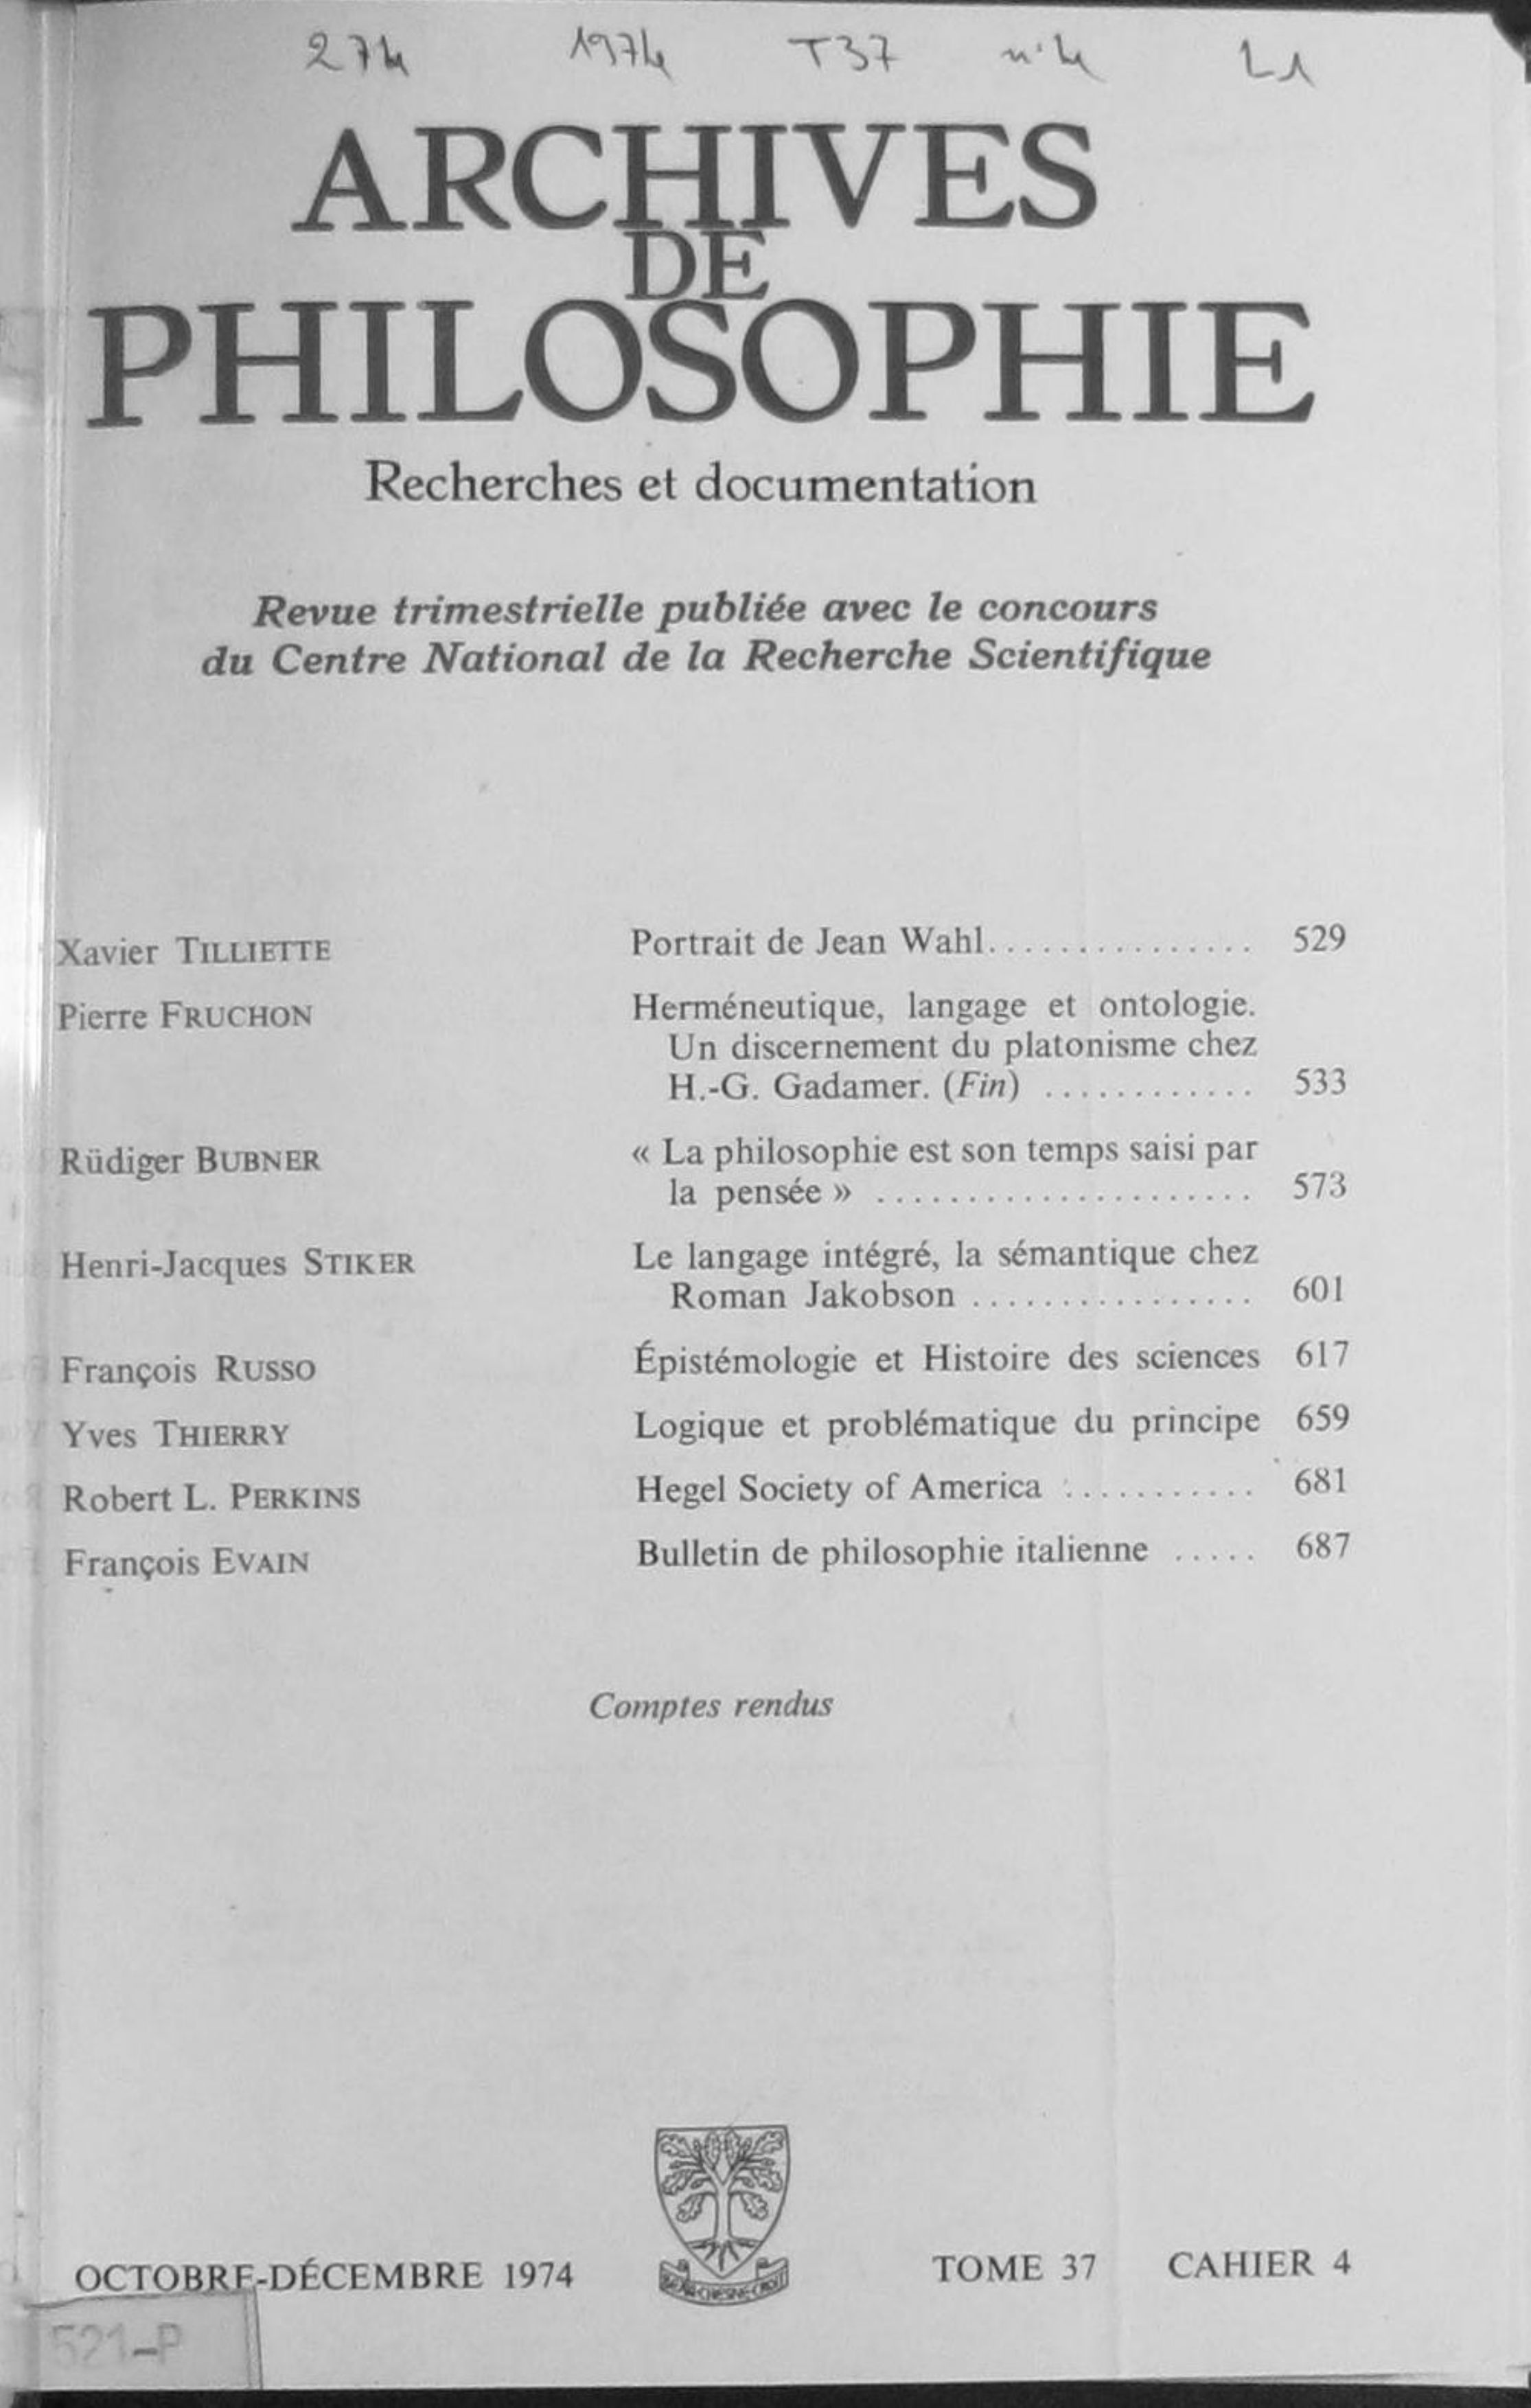 274 1974 T37 n°4 L1
ARCHIVES
DE
PHILOSOPHIE
Recherches et documentation
Revue trimestrielle publiée avec le concours
du Centre National de la Recherche Scientifique
Xavier TILLIETTE Portrait de Jean Wahl............... 529
Pierre FRUCHON Herméneutique, langage et ontologie.
Un discernement du platonisme chez
H.-G. Gadamer. (Fin) ............ 533
Rüdiger BUBNER « La philosophie est son temps saisi par
la pensée » ...................... 573
Henri-Jacques STIKER Le langage intégré, la sémantique chez
Roman Jakobson ................ 601
François RUSSO Épistémologie et Histoire des sciences 617
Yves THIERRY Logique et problématique du principe 659
Robert L. PERKINS Hegel Society of America ........... 681
François EVAIN Bulletin de philosophie italienne ..... 687
Comptes rendus
OCTOBRE-DÉCEMBRE 1974 TOME 37 CAHIER 4
521-P